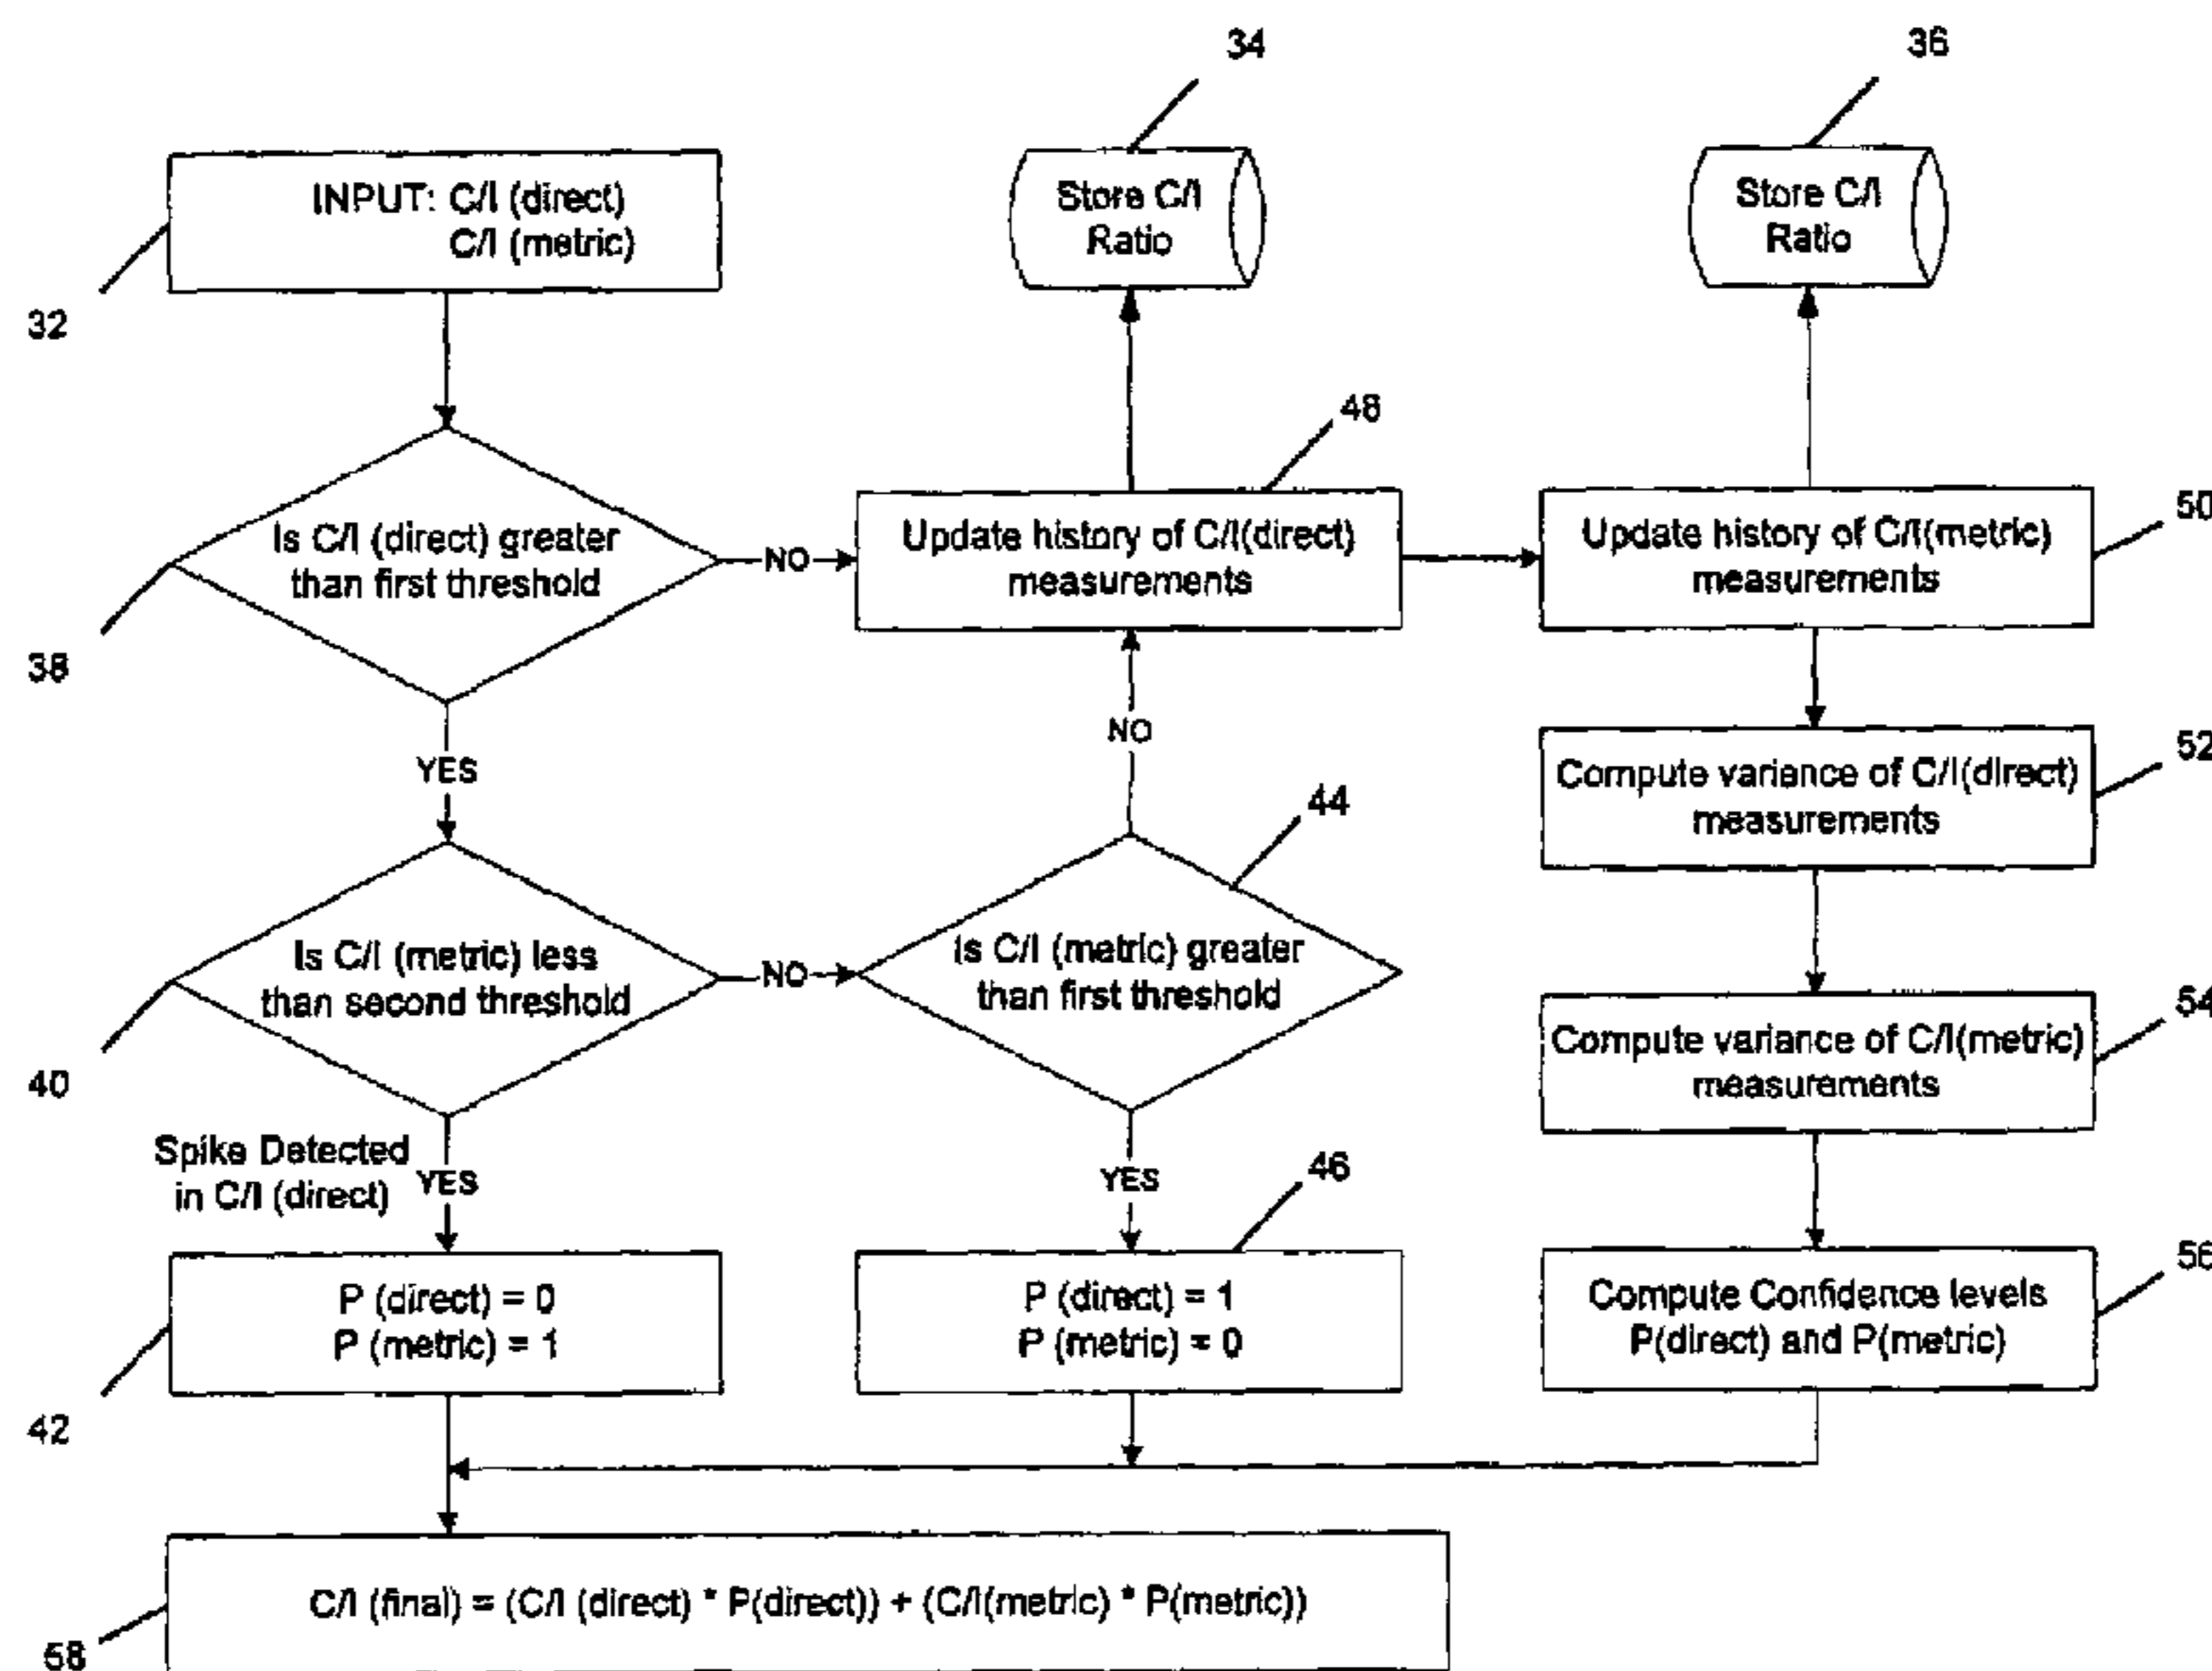 34
36
INPUT: C/I (direct)
C/I (metric)
Store C/I
Ratio
Store C/I
Ratio
32
48
50
Is C/I (direct) greater
than first threshold
NO
Update history of C/I(direct)
measurements
Update history of C/I(metric)
measurements
38
YES
NO
52
Compute variance of C/I(direct)
measurements
44
Is C/I (metric) less
than second threshold
NO
Is C/I (metric) greater
than first threshold
54
Compute variance of C/I(metric)
measurements
40
Spike Detected
in C/I (direct)
YES
YES
46
56
P (direct) = 0
P (metric) = 1
P (direct) = 1
P (metric) = 0
Compute Confidence levels
P(direct) and P(metric)
42
C/I (final) = (C/I (direct) * P(direct)) + (C/I(metric) * P(metric))
58